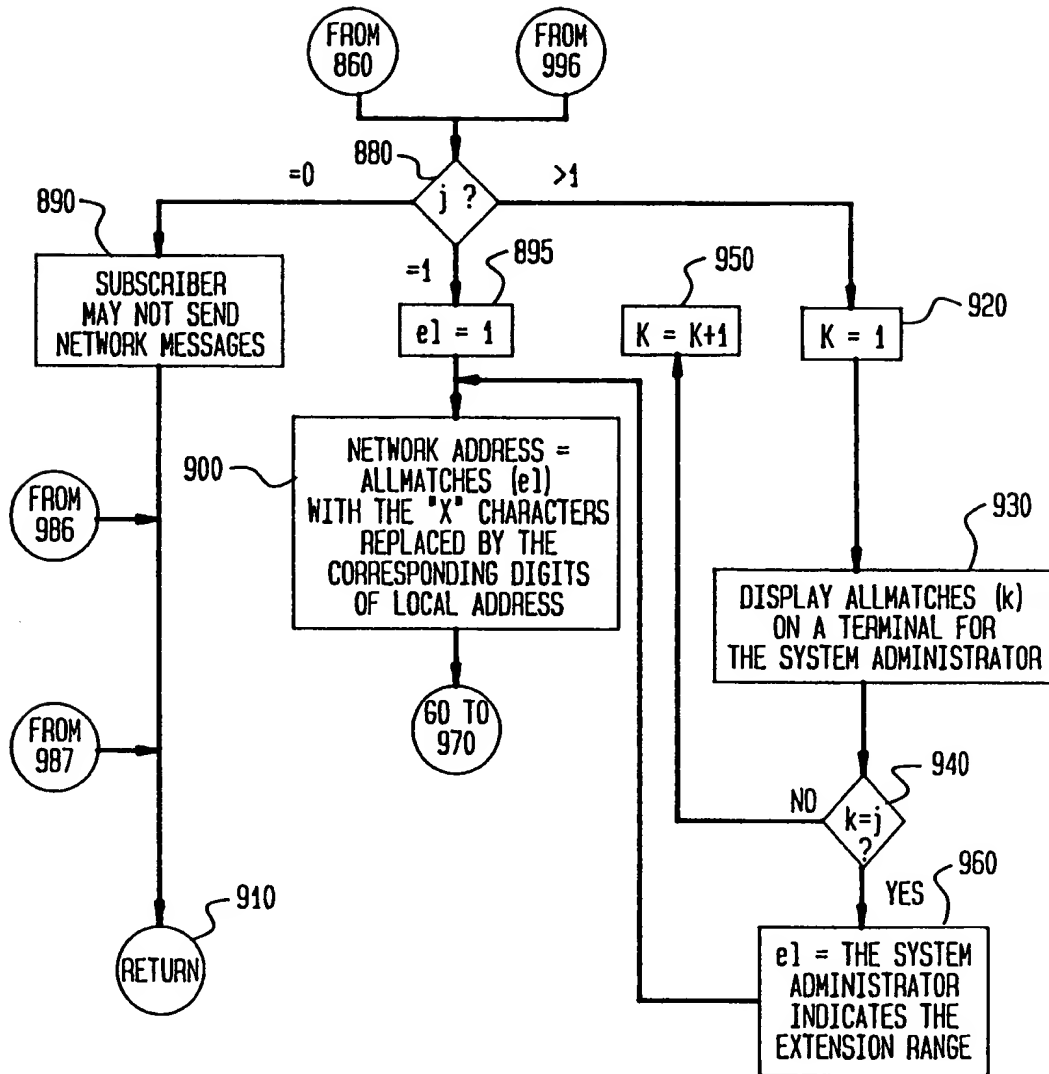 FROM
860
FROM
996
880
=0
j ?
>1
890
SUBSCRIBER
MAY NOT SEND
NETWORK MESSAGES
=1
895
el = 1
950
K = K+1
920
K = 1
900
NETWORK ADDRESS =
ALLMATCHES (el)
WITH THE "X" CHARACTERS
REPLACED BY THE
CORRESPONDING DIGITS
OF LOCAL ADDRESS
FROM
986
930
DISPLAY ALLMATCHES (k)
ON A TERMINAL FOR
THE SYSTEM ADMINISTRATOR
GO TO
970
FROM
987
940
NO
k=j
?
YES
960
910
RETURN
el = THE SYSTEM
ADMINISTRATOR
INDICATES THE
EXTENSION RANGE